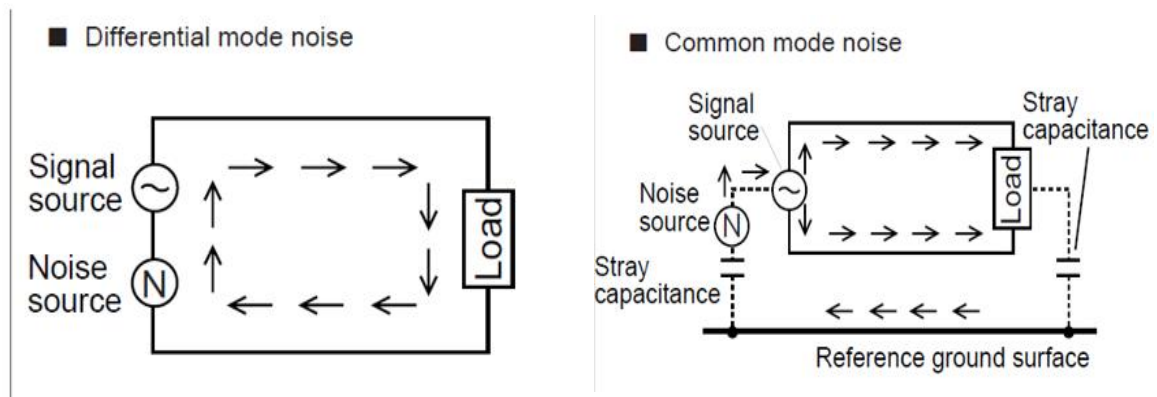 ■ Differential mode noise
Signal
source
Noise
source
N
Load
■ Common mode noise
Signal
source
Stray
capacitance
Noise
source
N
Load
Stray
capacitance
Reference ground surface